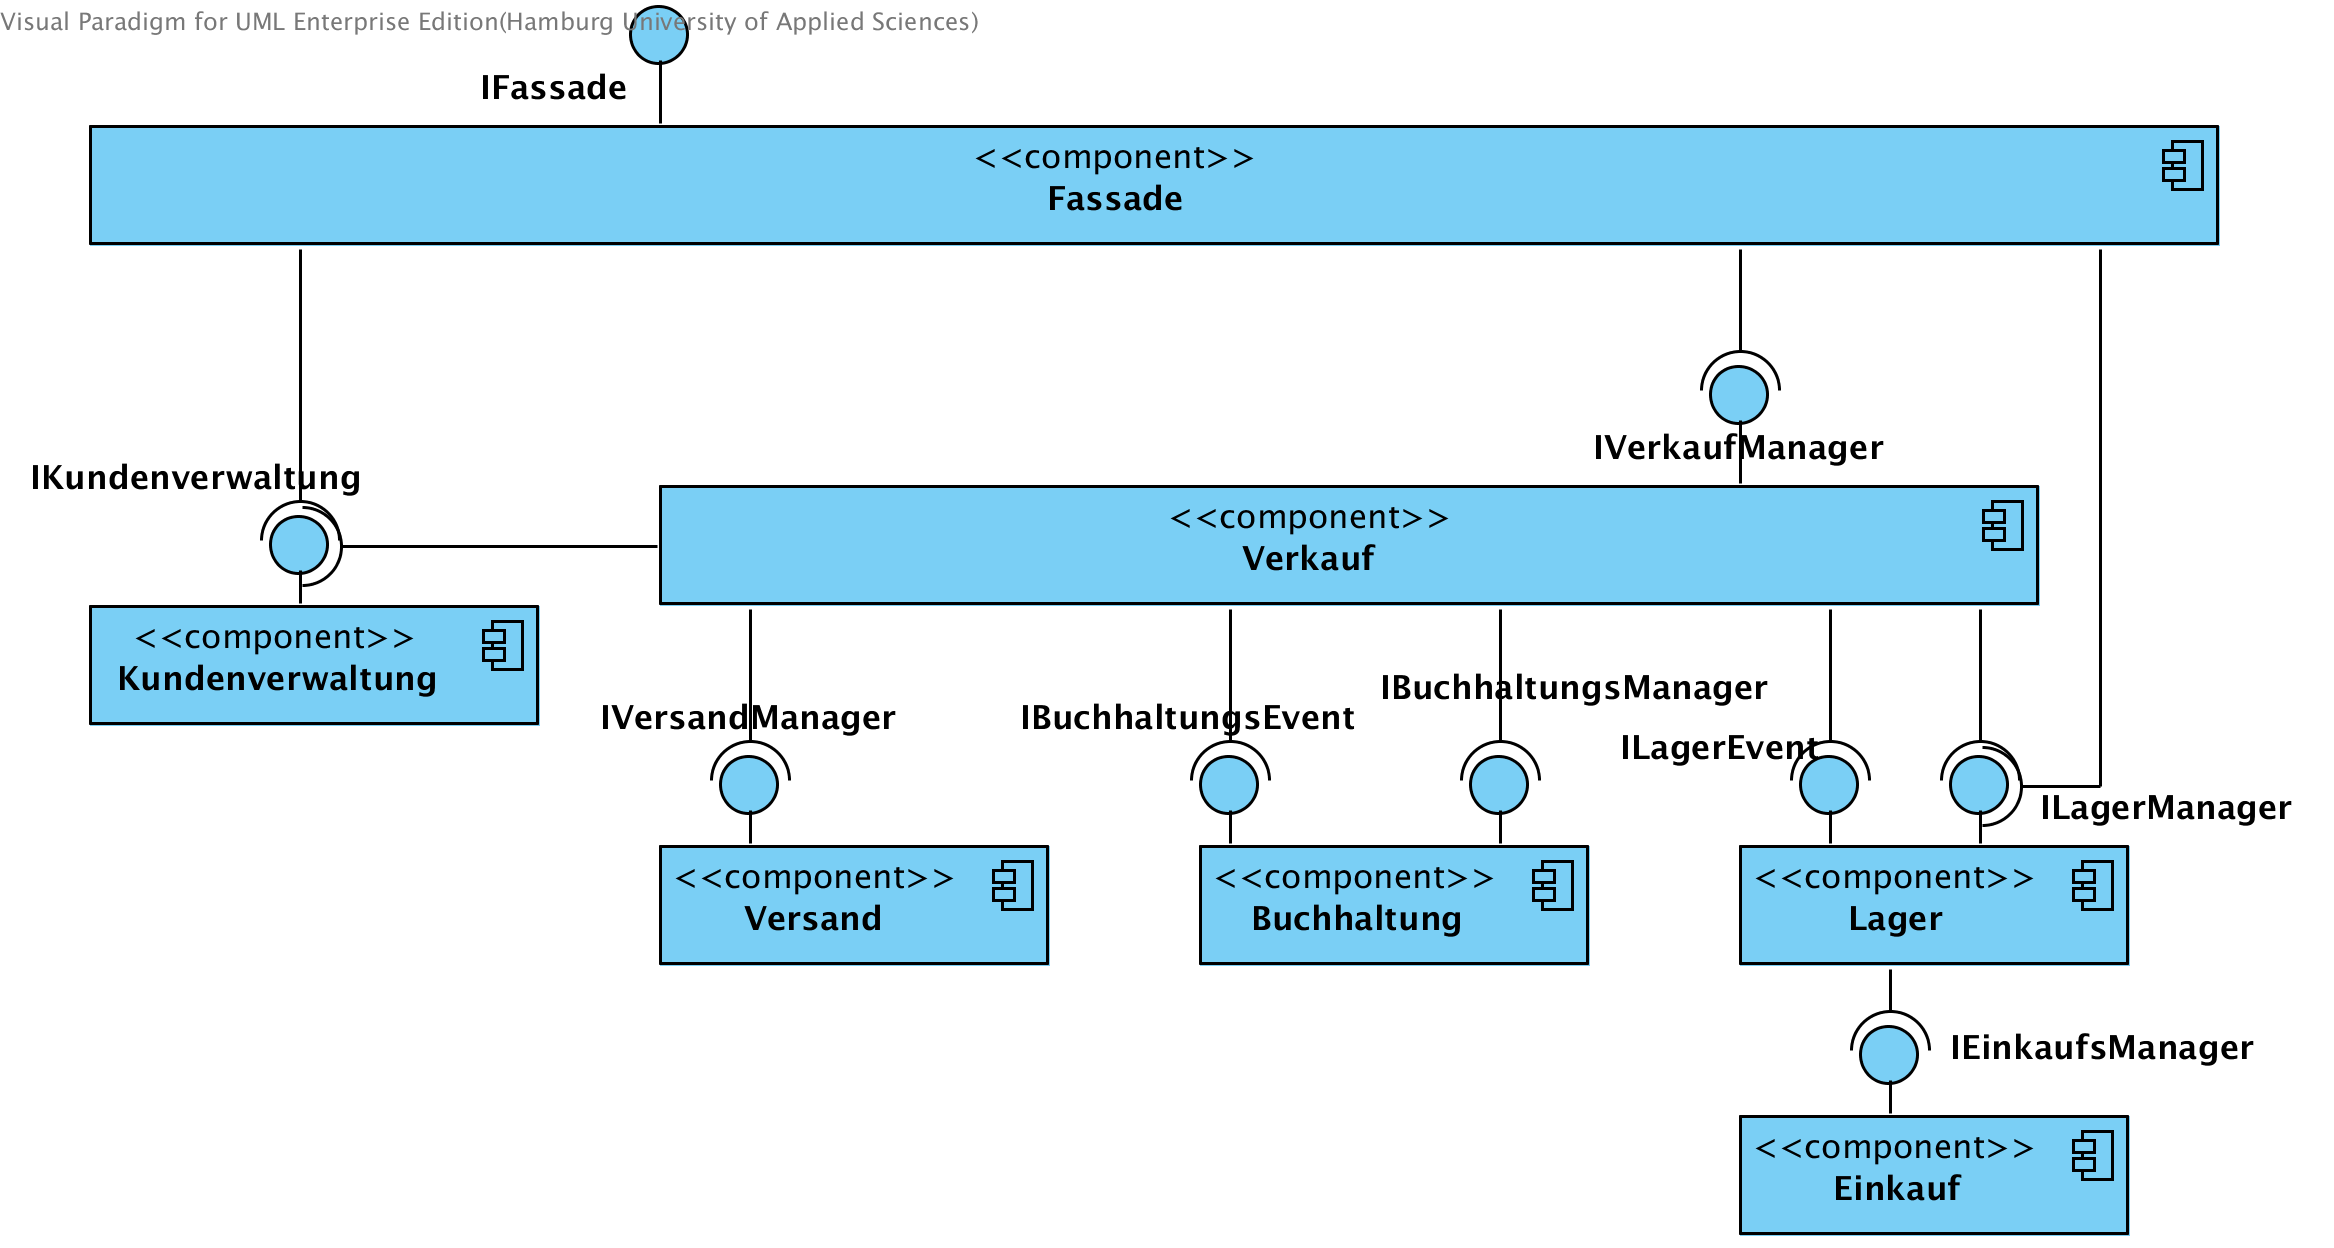 Visual Paradigm for UML Enterprise Edition(Hamburg University of Applied Sciences)
IFassade
<<component>>
Fassade
IVerkaufManager
IKundenverwaltung
<<component>>
Verkauf
<<component>>
Kundenverwaltung
IBuchhaltungsManager
IVersandManager
IBuchhaltungsEvent
ILagerEvent
ILagerManager
<<component>>
Versand
<<component>>
Buchhaltung
<<component>>
Lager
IEinkaufsManager
<<component>>
Einkauf